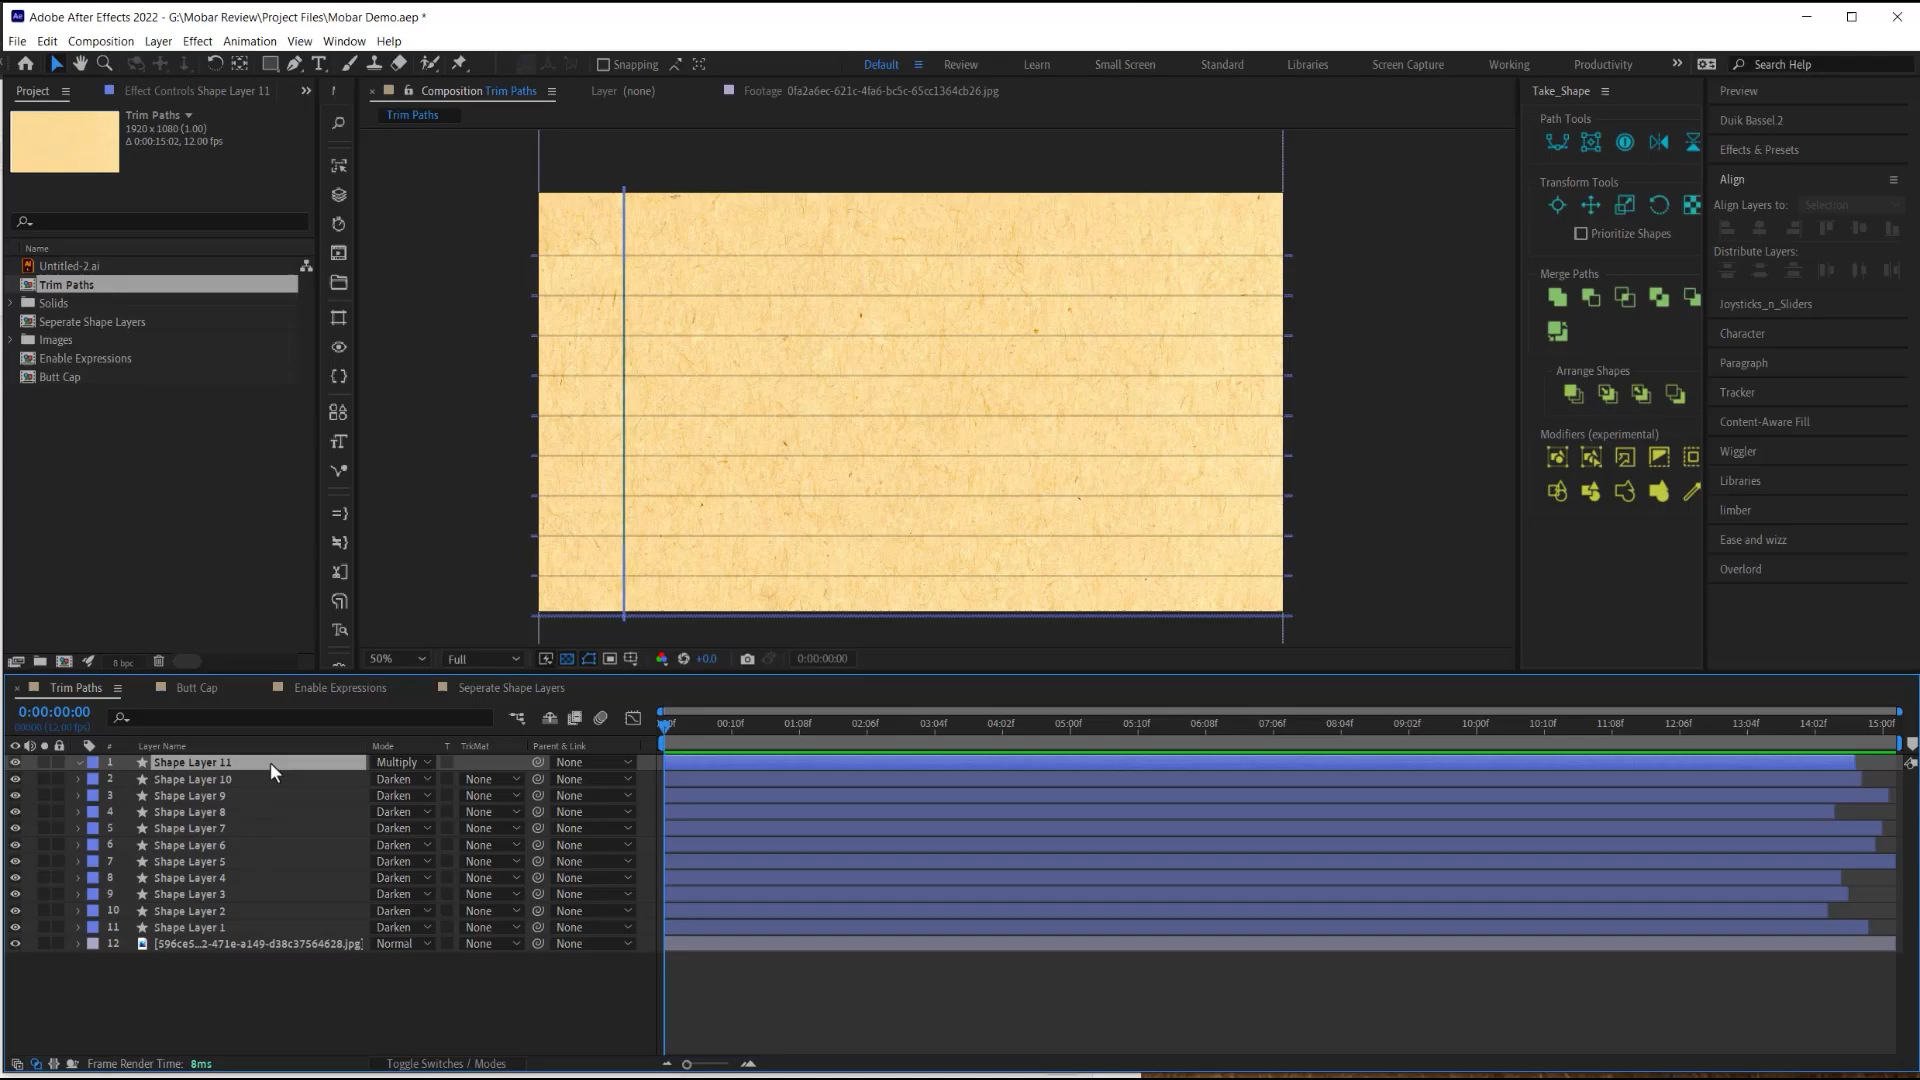 Adobe After Effects 2022 - G:\Mobar Review\Project Files\Mobar Demo.aep *
File Edit Composition Layer Effect Animation View Window Help
Snapping Default Review Learn Small Screen Standard Libraries Screen Capture Working Productivity Search Help
Project Effect Controls Shape Layer 11
Trim Paths
1920 x 1080 (1.00)
Δ 0:00:15:02, 12.00 fps
Name
Untitled-2.ai
Trim Paths
Solids
Seperate Shape Layers
Images
Enable Expressions
Butt Cap
8 bpc
Composition Trim Paths Layer (none) Footage 0fa2a6ec-621c-4fa6-bc5c-65cc1364cb26.jpg
Trim Paths
50% Full +0.0 0:00:00:00
Take_Shape
Path Tools
Transform Tools
Prioritize Shapes
Merge Paths
Arrange Shapes
Modifiers (experimental)
Preview
Duik Bassel.2
Effects & Presets
Align
Align Layers to: Selection
Distribute Layers:
Joysticks_n_Sliders
Character
Paragraph
Tracker
Content-Aware Fill
Wiggler
Libraries
limber
Ease and wizz
Overlord
Trim Paths Butt Cap Enable Expressions Seperate Shape Layers
0:00:00:00
00000 (12.00 fps)
00:10f 01:08f 02:06f 03:04f 04:02f 05:00f 05:10f 06:08f 07:06f 08:04f 09:02f 10:00f 10:10f 11:08f 12:06f 13:04f 14:02f 15:00f
# Layer Name Mode T TrkMat Parent & Link
1 Shape Layer 11 Multiply None
2 Shape Layer 10 Darken None None
3 Shape Layer 9 Darken None None
4 Shape Layer 8 Darken None None
5 Shape Layer 7 Darken None None
6 Shape Layer 6 Darken None None
7 Shape Layer 5 Darken None None
8 Shape Layer 4 Darken None None
9 Shape Layer 3 Darken None None
10 Shape Layer 2 Darken None None
11 Shape Layer 1 Darken None None
12 [596ce5...2-471e-a149-d38c37564628.jpg] Normal None None
Frame Render Time: 8ms Toggle Switches / Modes